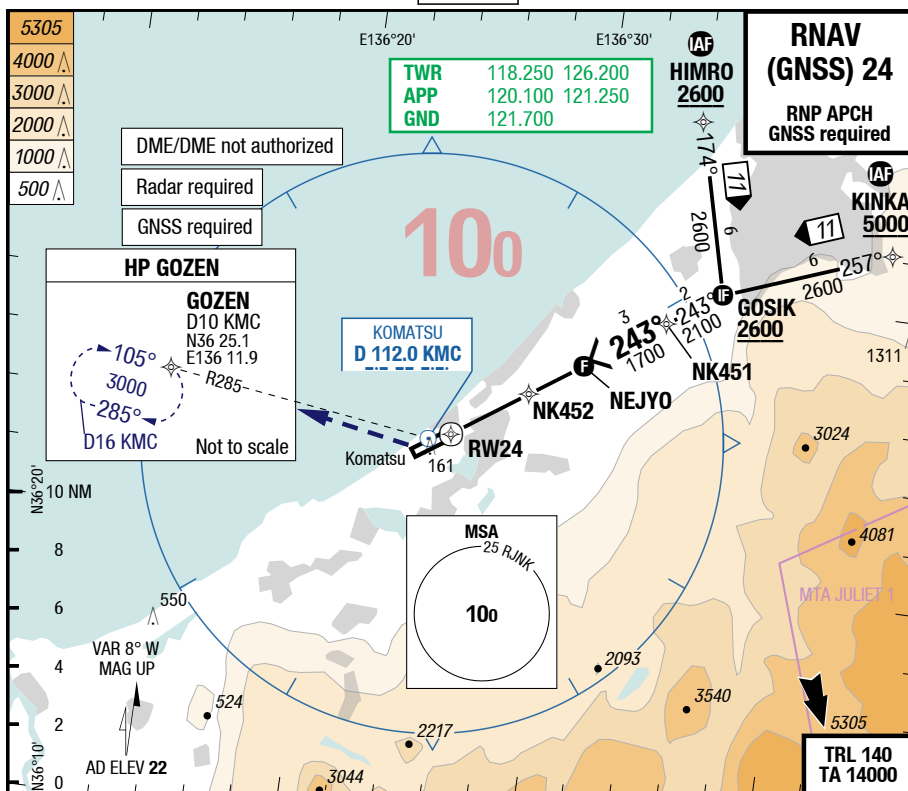 5305
4000
3000
2000
1000
500
E136°20'
E136°30'
TWR 118.250 126.200
APP 120.100 121.250
GND 121.700
IAF
HIMRO
2600
RNAV
(GNSS) 24
RNP APCH
GNSS required
DME/DME not authorized
Radar required
GNSS required
174°
11
6
2600
IAF
KINKA
5000
11
6
257°
2600
100
HP GOZEN
GOZEN
D10 KMC
N36 25.1
E136 11.9
105°
3000
285°
R285
D16 KMC
Not to scale
KOMATSU
D 112.0 KMC
IF
GOSIK
2600
2
243°
2100
3
243°
1700
NK451
F
NEJYO
NK452
RW24
Komatsu
161
1311
3024
N36°20'
10 NM
8
6
4
2
0
N36°10'
MSA
25 RJNK
100
4081
MTA JULIET 1
550
VAR 8° W
MAG UP
AD ELEV 22
524
2093
3540
2217
3044
5305
TRL 140
TA 14000